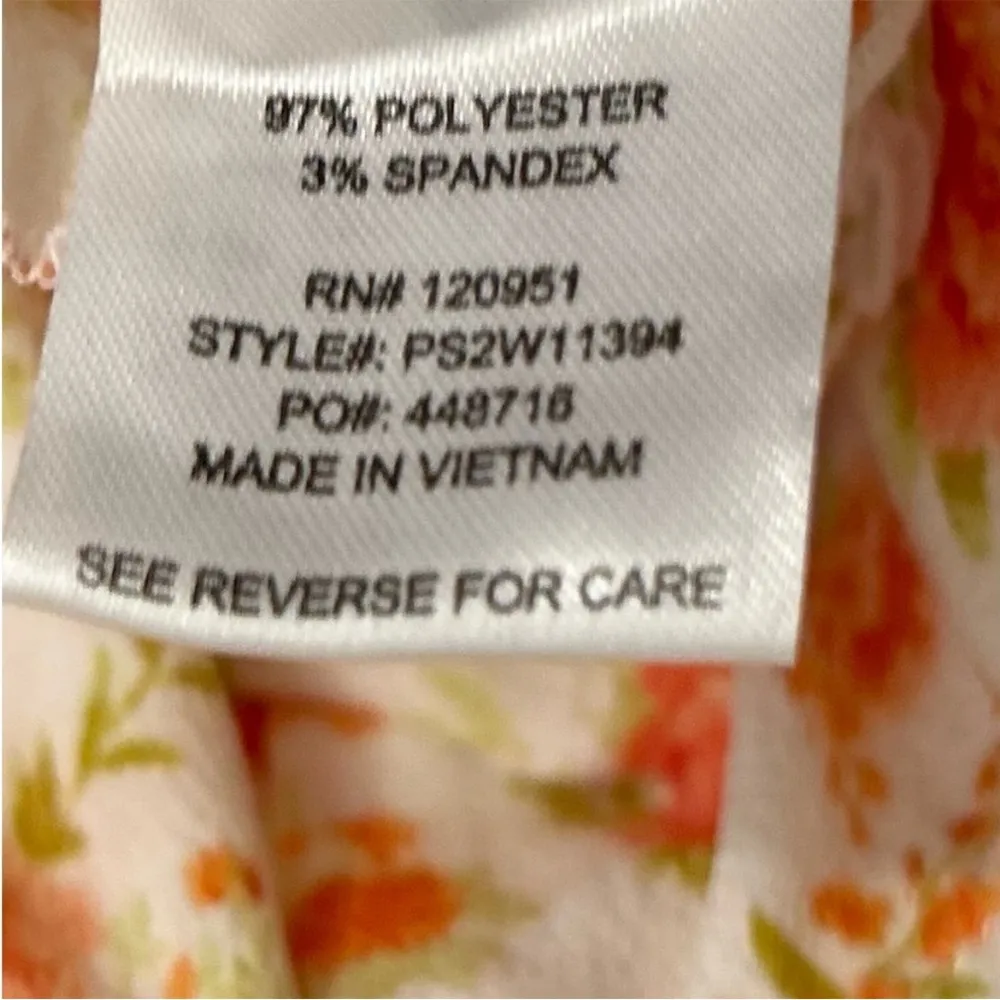 97% POLYESTER
3% SPANDEX
RN# 120951
STYLE#: PS2W11394
PO#: 448716
MADE IN VIETNAM
SEE REVERSE FOR CARE